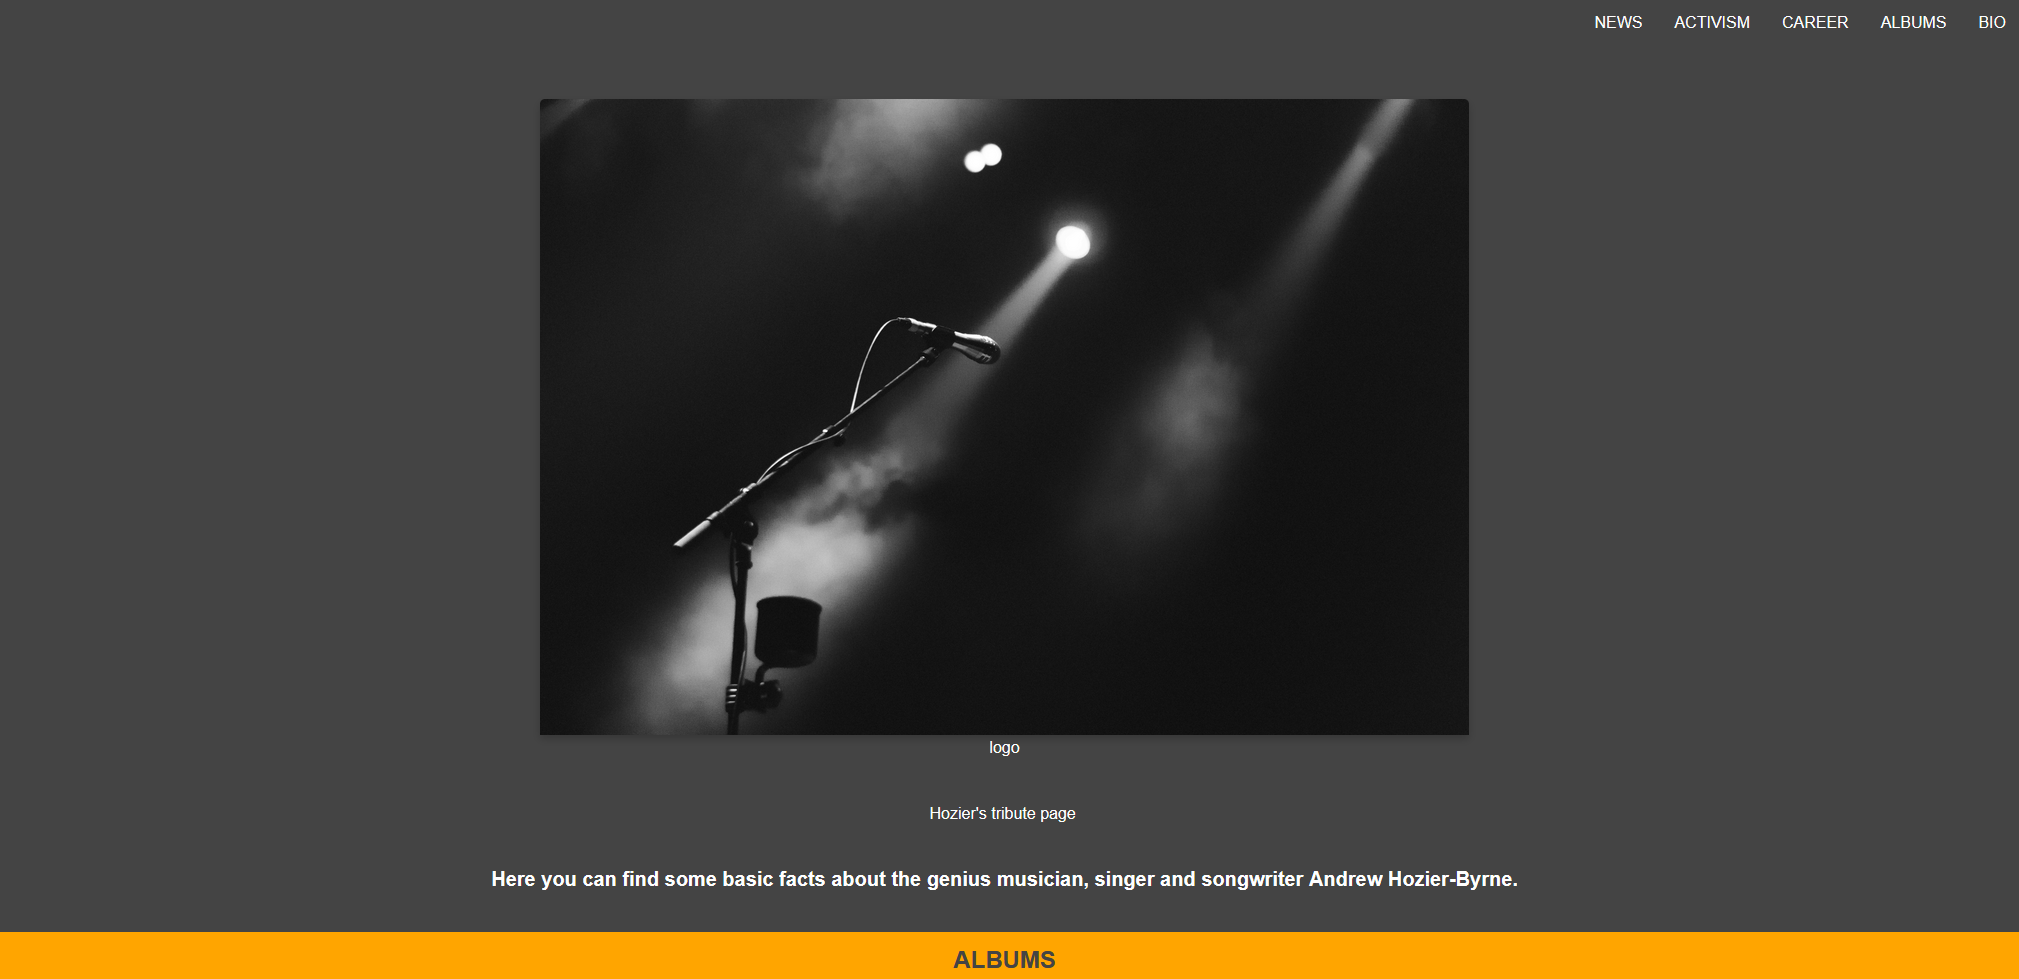 NEWS ACTIVISM CAREER ALBUMS BIO
logo
Hozier's tribute page
Here you can find some basic facts about the genius musician, singer and songwriter Andrew Hozier-Byrne.
ALBUMS